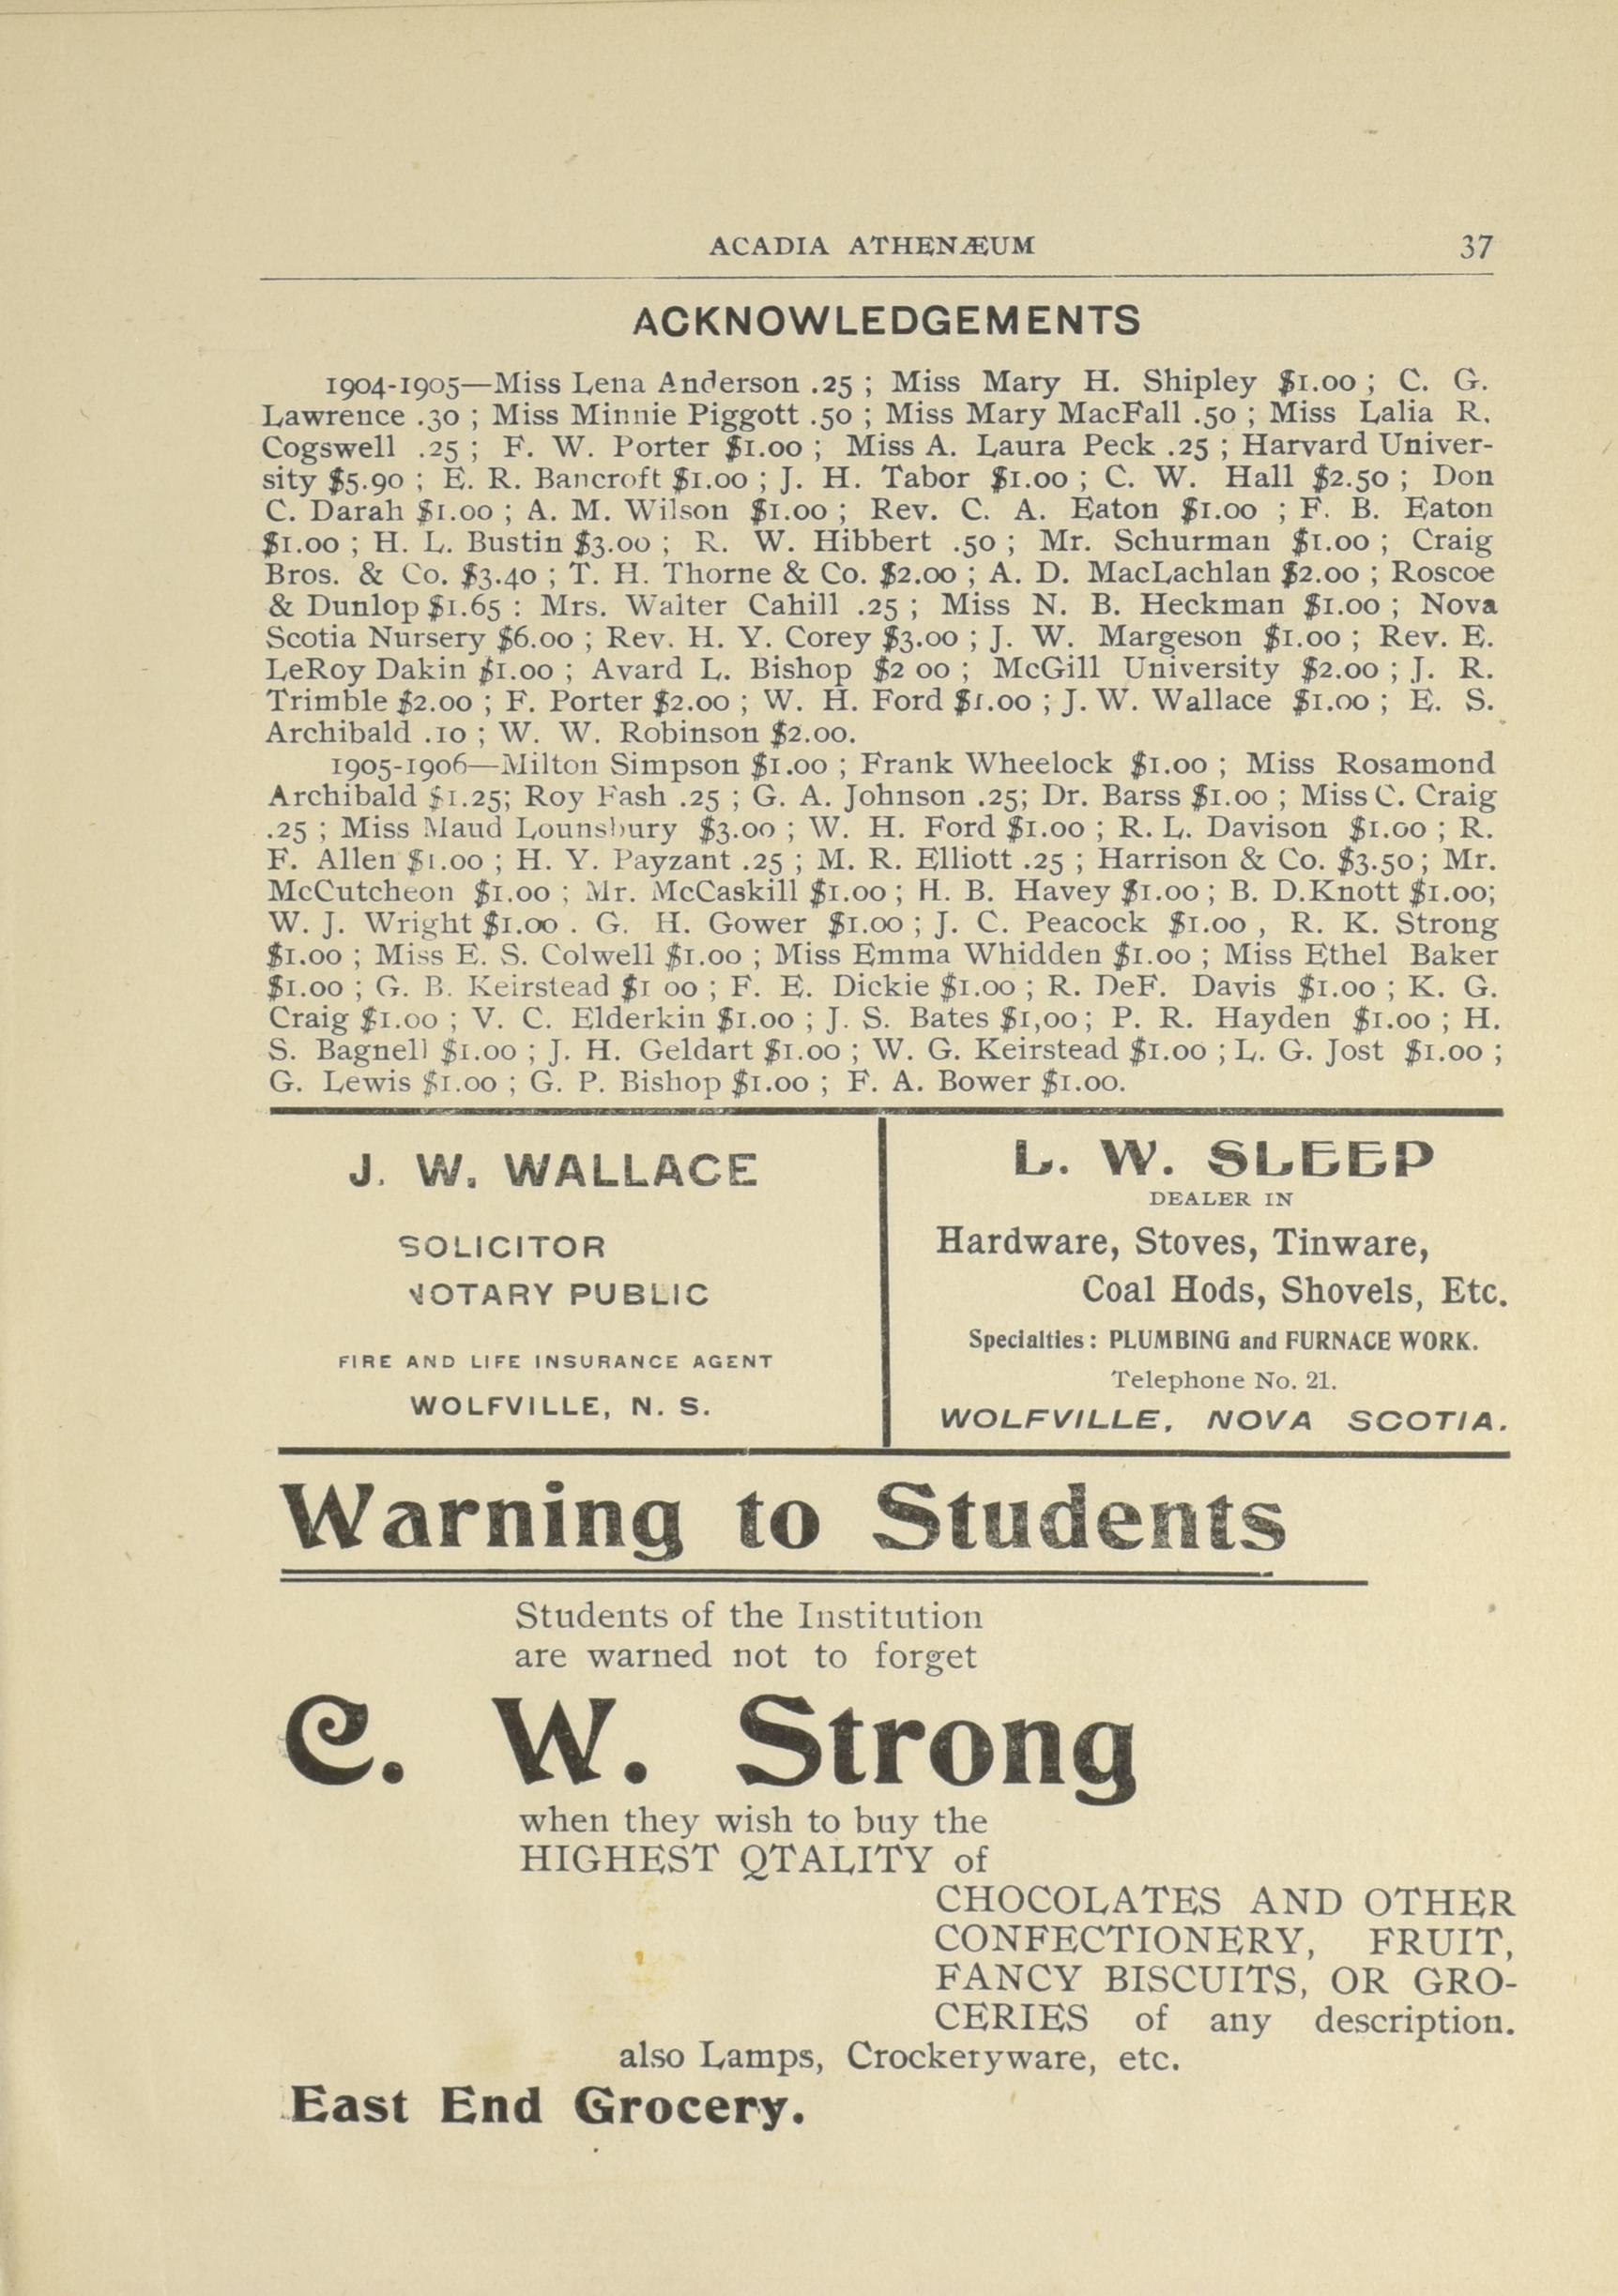 ACADIA ATHENÆUM 37
ACKNOWLEDGEMENTS
1904-1905—Miss Lena Anderson .25 ; Miss Mary H. Shipley $1.00 ; C. G.
Lawrence .30 ; Miss Minnie Piggott .50 ; Miss Mary MacFall .50 ; Miss Lalia R.
Cogswell .25 ; F. W. Porter $1.00 ; Miss A. Laura Peck .25 ; Harvard Univer-
sity $5.90 ; E. R. Bancroft $1.00 ; J. H. Tabor $1.00 ; C. W. Hall $2.50 ; Don
C. Darah $1.00 ; A. M. Wilson $1.00 ; Rev. C. A. Eaton $1.00 ; F. B. Eaton
$1.00 ; H. L. Bustin $3.00 ; R. W. Hibbert .50 ; Mr. Schurman $1.00 ; Craig
Bros. & Co. $3.40 ; T. H. Thorne & Co. $2.00 ; A. D. MacLachlan $2.00 ; Roscoe
& Dunlop $1.65 : Mrs. Walter Cahill .25 ; Miss N. B. Heckman $1.00 ; Nova
Scotia Nursery $6.00 ; Rev. H. Y. Corey $3.00 ; J. W. Margeson $1.00 ; Rev. E.
LeRoy Dakin $1.00 ; Avard L. Bishop $2 00 ; McGill University $2.00 ; J. R.
Trimble $2.00 ; F. Porter $2.00 ; W. H. Ford $1.00 ; J. W. Wallace $1.00 ; E. S.
Archibald .10 ; W. W. Robinson $2.00.
1905-1906—Milton Simpson $1.00 ; Frank Wheelock $1.00 ; Miss Rosamond
Archibald $1.25; Roy Fash .25 ; G. A. Johnson .25; Dr. Barss $1.00 ; Miss C. Craig
.25 ; Miss Maud Lounsbury $3.00 ; W. H. Ford $1.00 ; R. L. Davison $1.00 ; R.
F. Allen $1.00 ; H. Y. Payzant .25 ; M. R. Elliott .25 ; Harrison & Co. $3.50; Mr.
McCutcheon $1.00 ; Mr. McCaskill $1.00 ; H. B. Havey $1.00 ; B. D.Knott $1.00;
W. J. Wright $1.00 . G. H. Gower $1.00 ; J. C. Peacock $1.00 , R. K. Strong
$1.00 ; Miss E. S. Colwell $1.00 ; Miss Emma Whidden $1.00 ; Miss Ethel Baker
$1.00 ; G. B. Keirstead $1 00 ; F. E. Dickie $1.00 ; R. DeF. Davis $1.00 ; K. G.
Craig $1.00 ; V. C. Elderkin $1.00 ; J. S. Bates $1,00; P. R. Hayden $1.00 ; H.
S. Bagnell $1.00 ; J. H. Geldart $1.00 ; W. G. Keirstead $1.00 ; L. G. Jost $1.00 ;
G. Lewis $1.00 ; G. P. Bishop $1.00 ; F. A. Bower $1.00.
J. W. WALLACE
SOLICITOR
NOTARY PUBLIC
FIRE AND LIFE INSURANCE AGENT
WOLFVILLE, N. S.
L. W. SLEEP
DEALER IN
Hardware, Stoves, Tinware,
Coal Hods, Shovels, Etc.
Specialties : PLUMBING and FURNACE WORK.
Telephone No. 21.
WOLFVILLE, NOVA SCOTIA.
Warning to Students
Students of the Institution
are warned not to forget
C. W. Strong
when they wish to buy the
HIGHEST QTALITY of
CHOCOLATES AND OTHER
CONFECTIONERY, FRUIT,
FANCY BISCUITS, OR GRO-
CERIES of any description.
also Lamps, Crockeryware, etc.
East End Grocery.